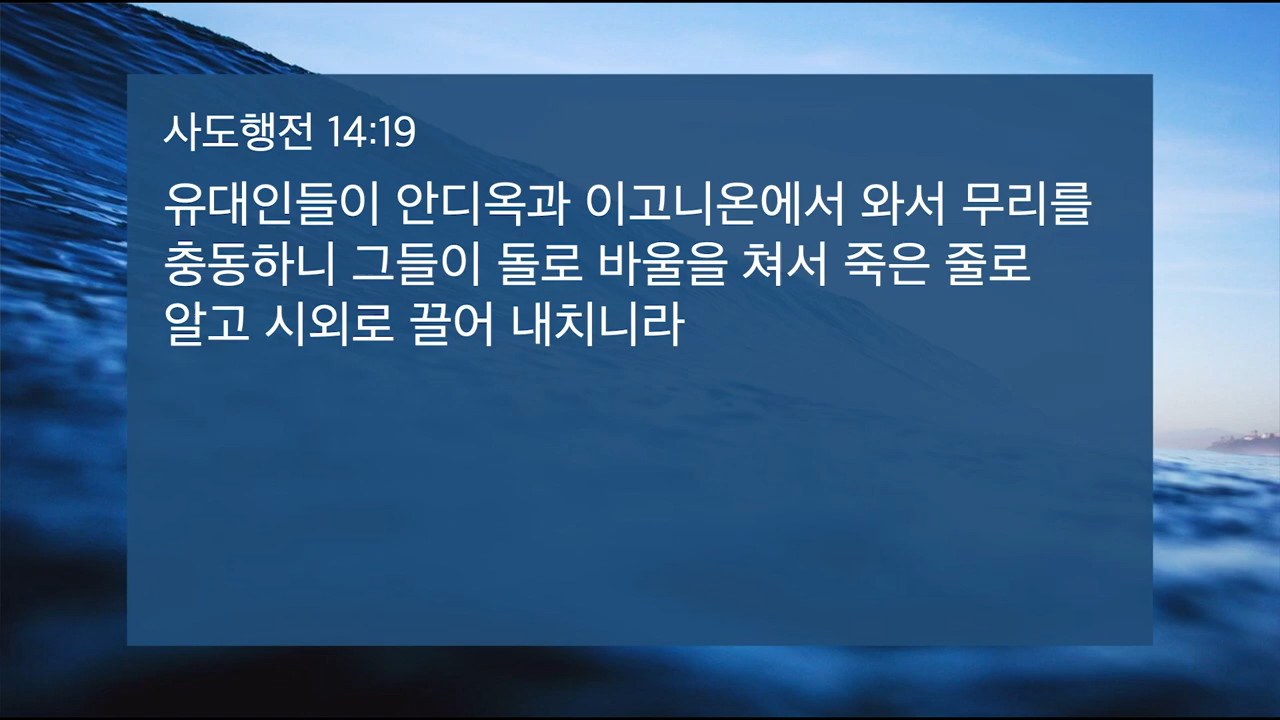 사도행전 14:19
유대인들이 안디옥과 이고니온에서 와서 무리를
충동하니 그들이 돌로 바울을 쳐서 죽은 줄로
알고 시외로 끌어 내치니라